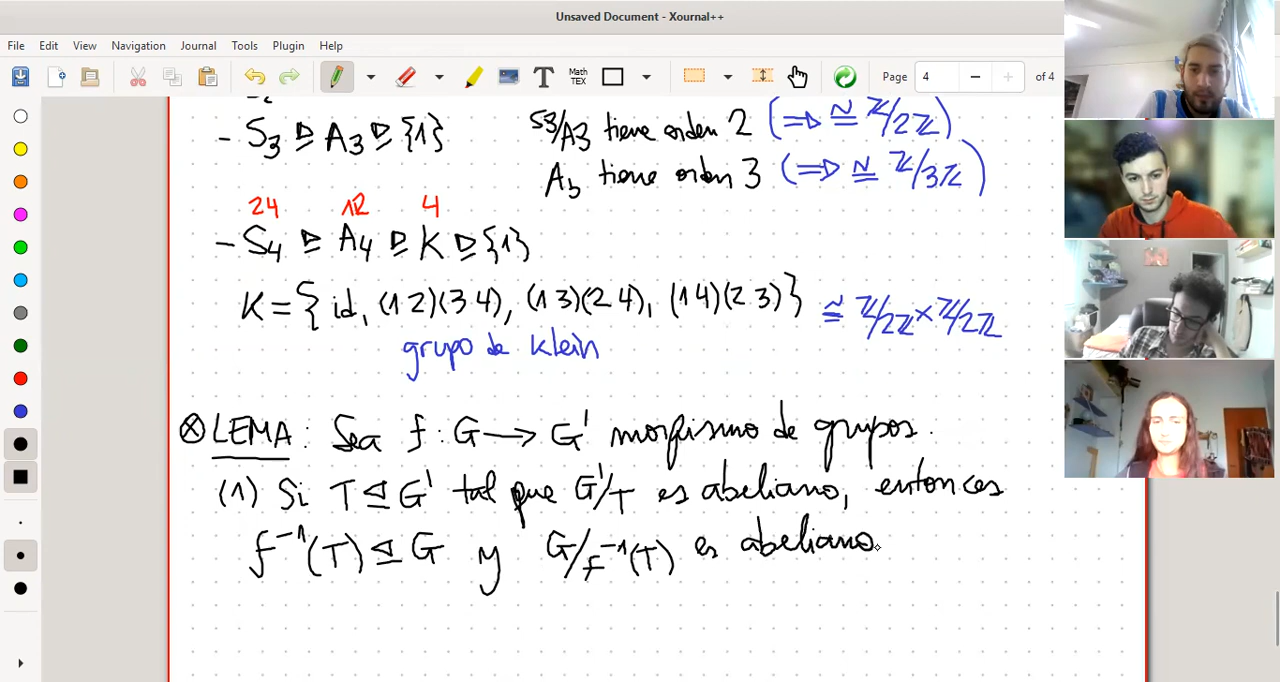 Unsaved Document - Xournal++
File Edit View Navigation Journal Tools Plugin Help
Math TEX Page 4 of 4
- S₃ ⊵ A₃ ⊵ {1} S3/A3 tiene orden 2 (⇒ ≅ ℤ/2ℤ)
A₃ tiene orden 3 (⇒ ≅ ℤ/3ℤ)
24 12 4
- S₄ ⊵ A₄ ⊵ K ⊵ {1}
K = { id, (1 2)(3 4), (1 3)(2 4), (1 4)(2 3) } ≅ ℤ/2ℤ × ℤ/2ℤ
grupo de Klein
⊗ LEMA: Sea f: G → G' morfismo de grupos.
(1) Si T ⊴ G' tal que G'/T es abeliano, entonces
f⁻¹(T) ⊴ G y G/f⁻¹(T) es abeliano.